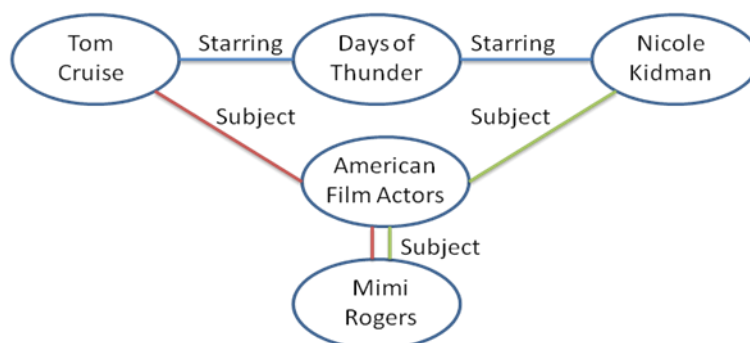 Tom
Cruise
Starring
Days of
Thunder
Starring
Nicole
Kidman
Subject
Subject
American
Film Actors
Subject
Mimi
Rogers